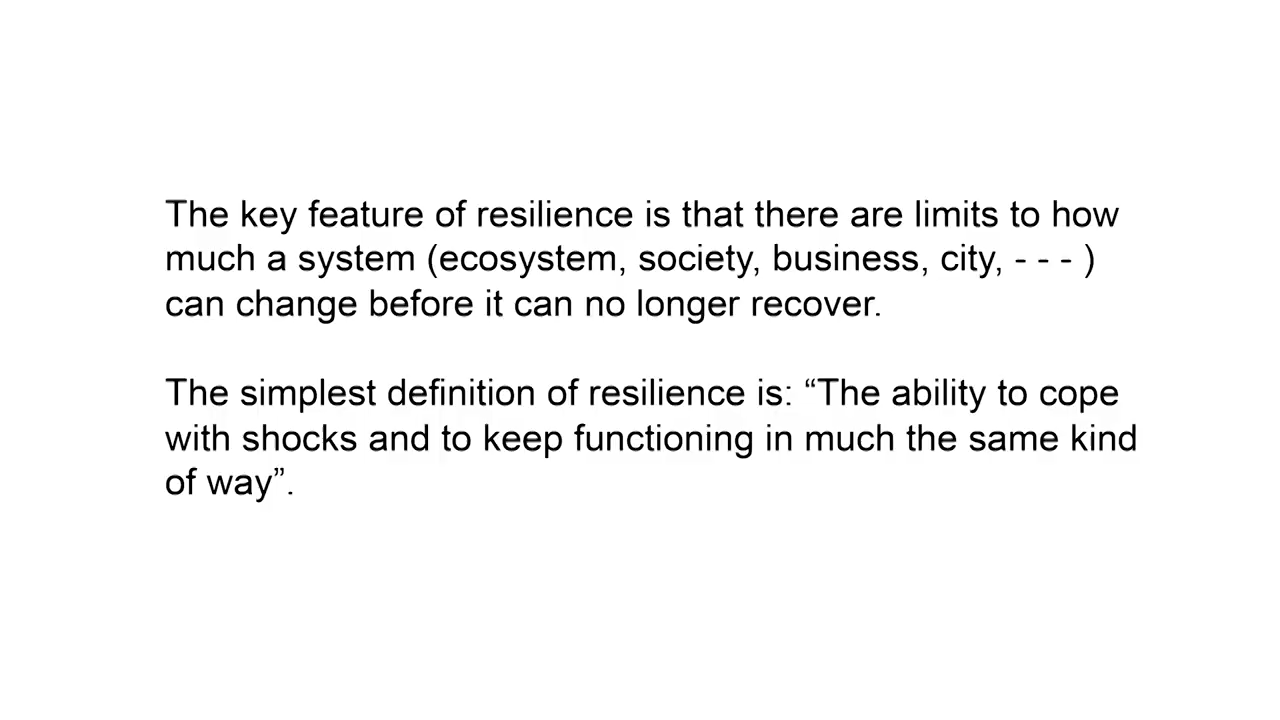 The key feature of resilience is that there are limits to how
much a system (ecosystem, society, business, city, - - - )
can change before it can no longer recover.
The simplest definition of resilience is: “The ability to cope
with shocks and to keep functioning in much the same kind
of way”.